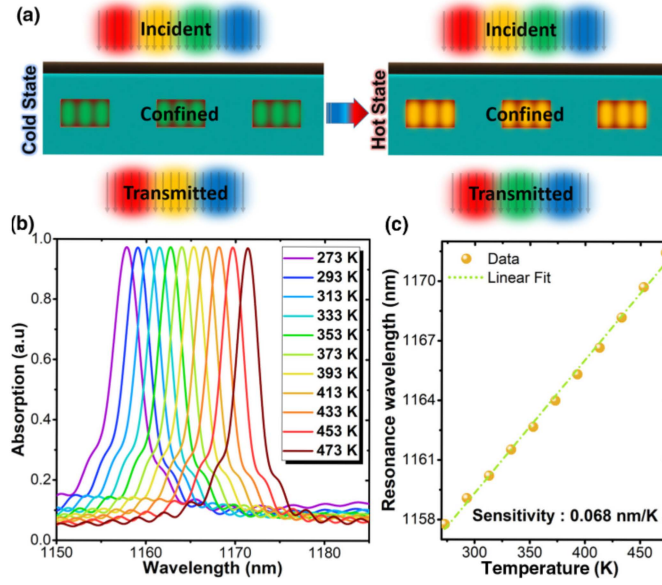 (a)
Incident
Incident
Cold State
Confined
Hot State
Confined
Transmitted
Transmitted
(b)
1.0
0.8
0.6
0.4
0.2
0.0
Absorption (a.u)
273 K
293 K
313 K
333 K
353 K
373 K
393 K
413 K
433 K
453 K
473 K
1150
1160
1170
1180
Wavelength (nm)
(c)
Data
Linear Fit
1170
1167
1164
1161
1158
Resonance wavelength (nm)
Sensitivity : 0.068 nm/K
300
350
400
450
Temperature (K)